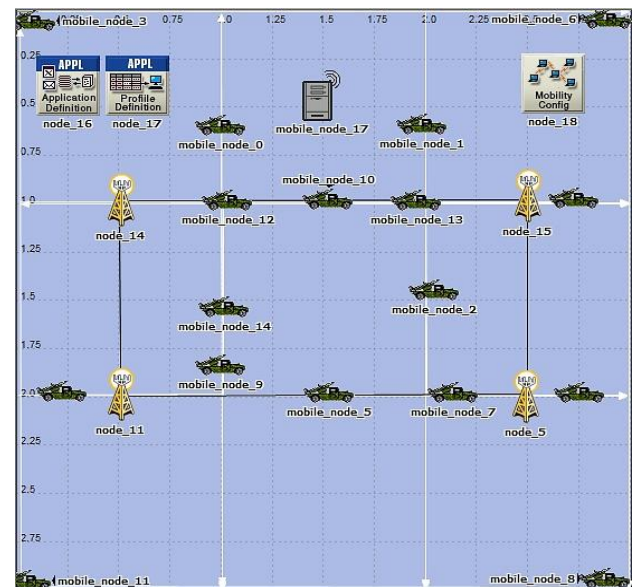 mobile_node_3
0.75
1.0
1.25
1.5
1.75
2.0
2.25
mobile_node_6
0.25
APPL
APPL
Application
Definition
Profile
Definition
Mobility
Config
0.5
node_16
node_17
mobile_node_17
node_18
mobile_node_0
mobile_node_1
0.75
mobile_node_10
1.0
mobile_node_12
mobile_node_13
node_14
node_15
1.25
1.5
mobile_node_2
mobile_node_14
1.75
mobile_node_9
2.0
mobile_node_5
mobile_node_7
node_11
node_5
2.25
2.5
2.75
mobile_node_11
mobile_node_8